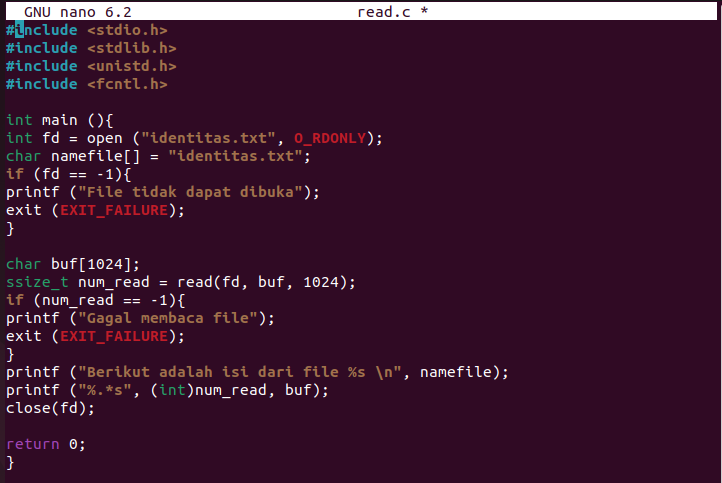 GNU nano 6.2 read.c *
#include <stdio.h>
#include <stdlib.h>
#include <unistd.h>
#include <fcntl.h>
int main (){
int fd = open ("identitas.txt", O_RDONLY);
char namefile[] = "identitas.txt";
if (fd == -1){
printf ("File tidak dapat dibuka");
exit (EXIT_FAILURE);
}
char buf[1024];
ssize_t num_read = read(fd, buf, 1024);
if (num_read == -1){
printf ("Gagal membaca file");
exit (EXIT_FAILURE);
}
printf ("Berikut adalah isi dari file %s \n", namefile);
printf ("%.*s", (int)num_read, buf);
close(fd);
return 0;
}